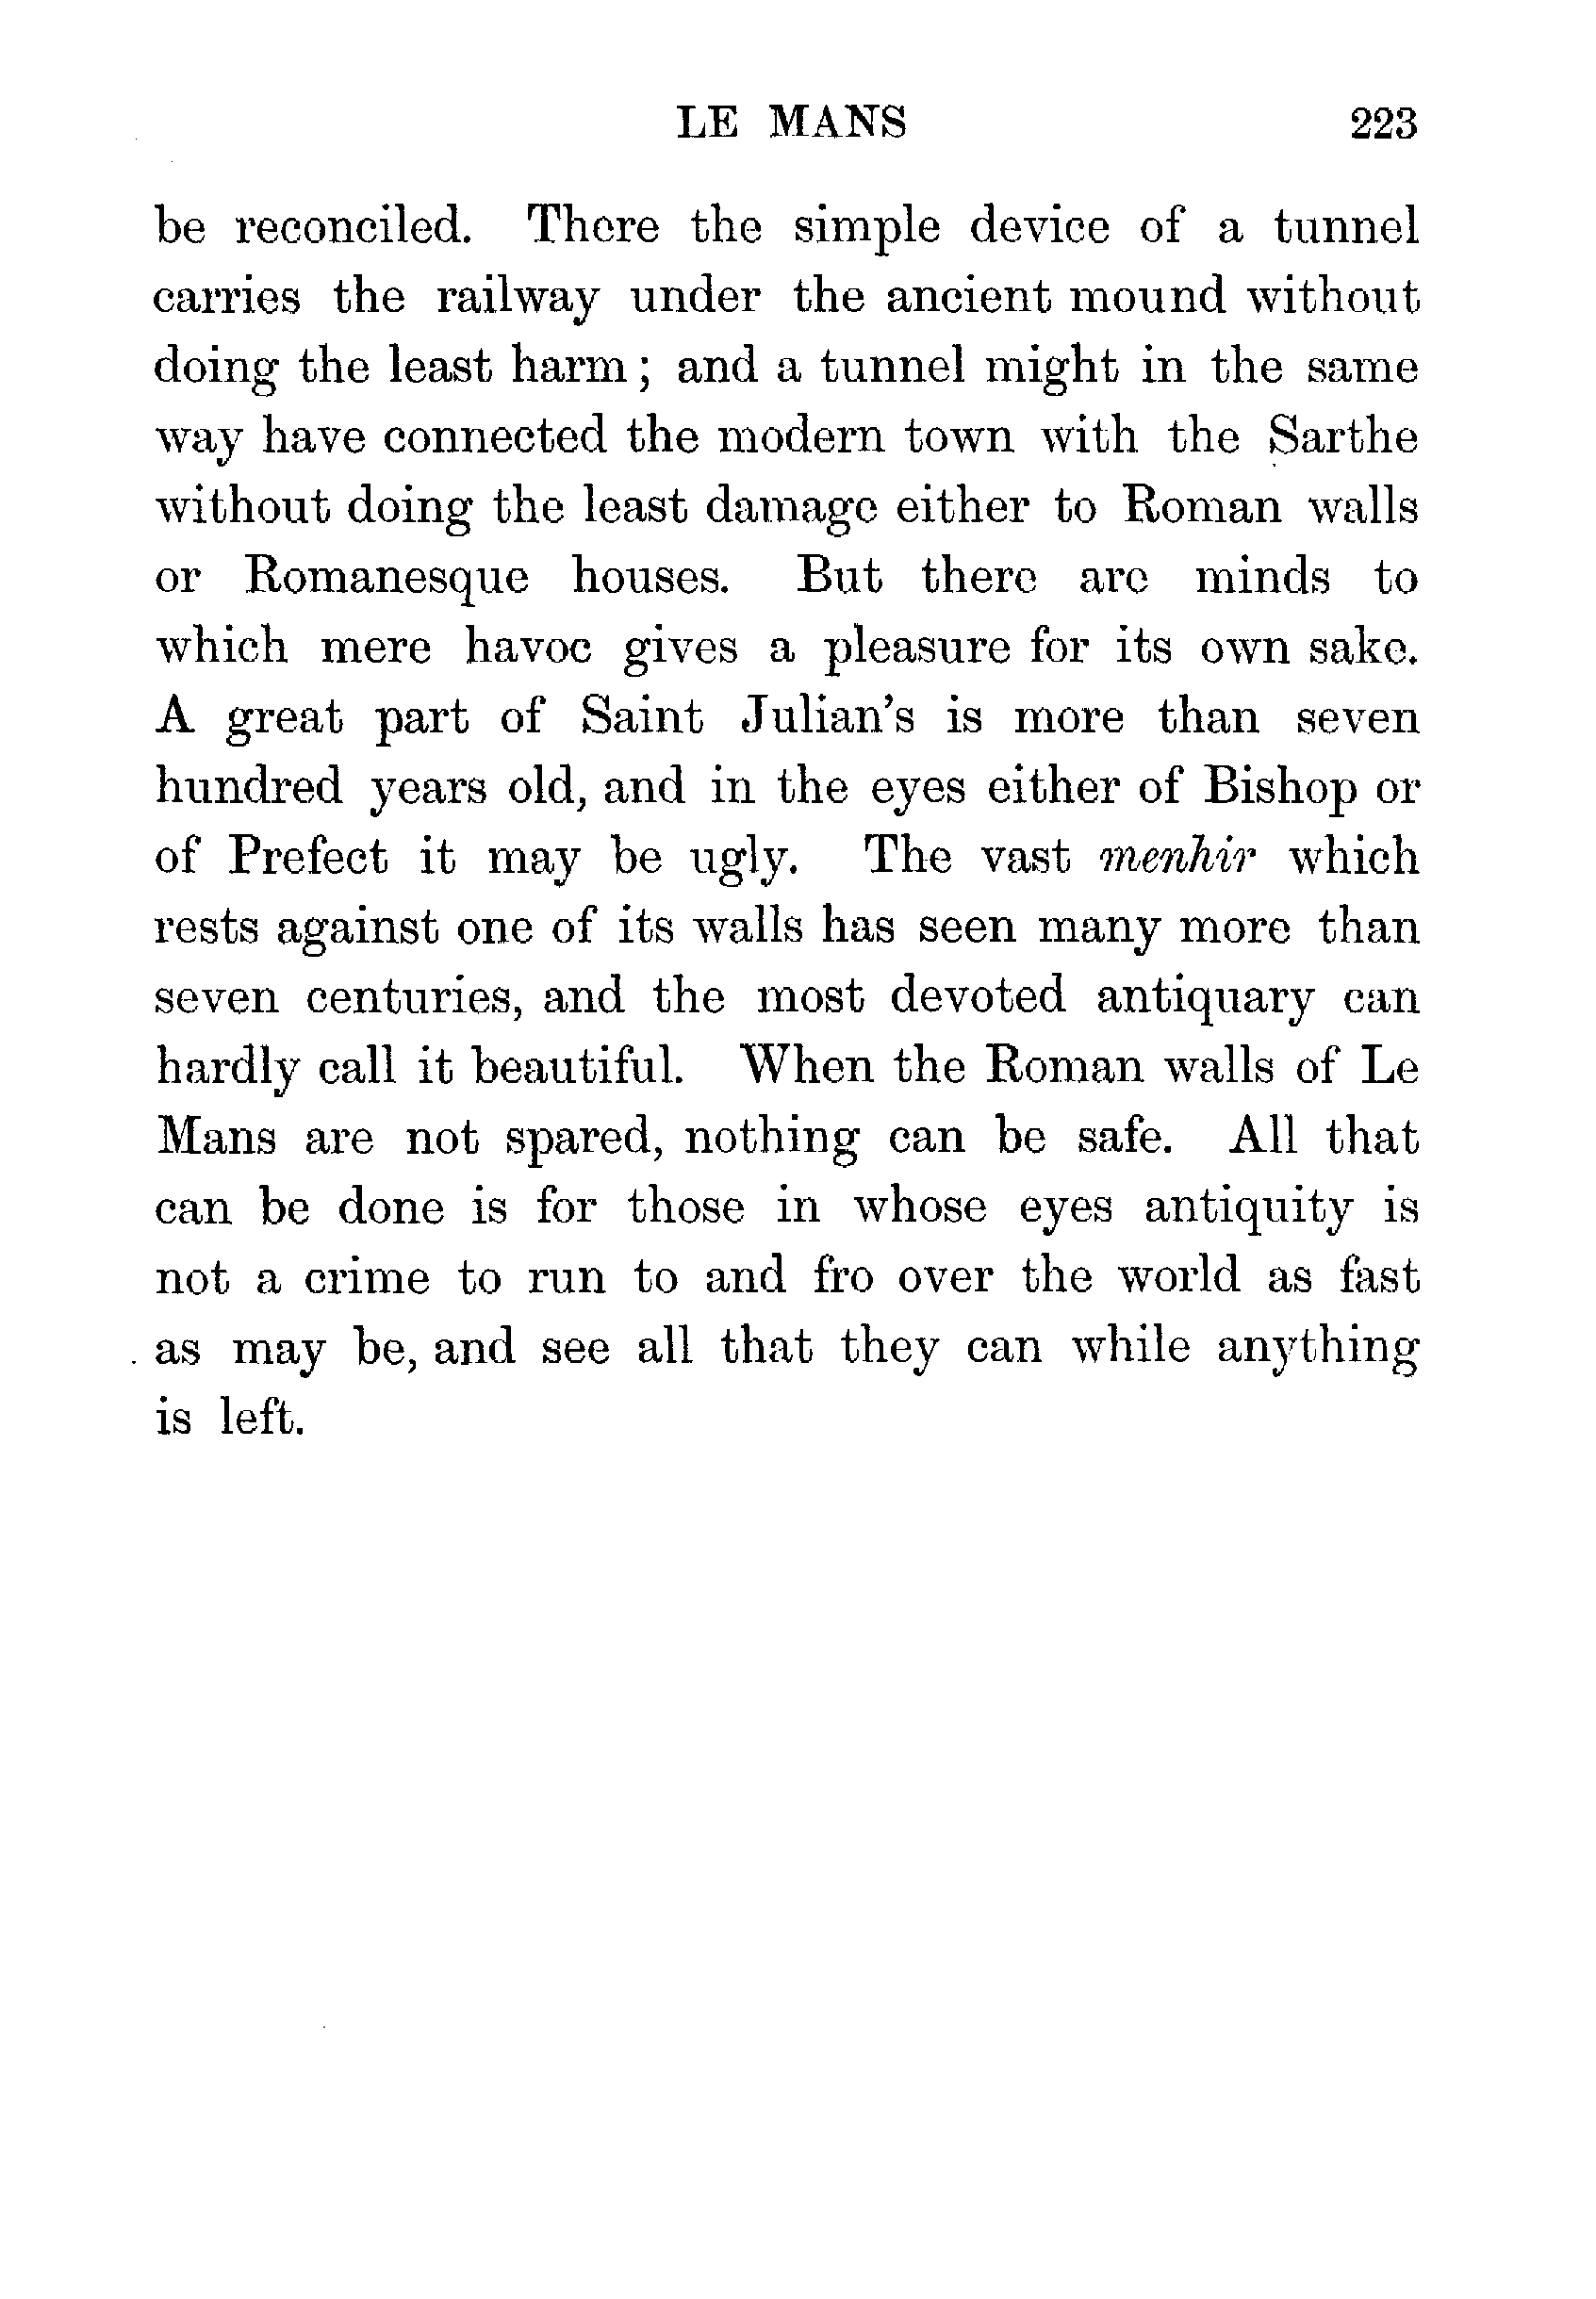 LE MANS 223
be reconciled. There the simple device of a tunnel
carries the railway under the ancient mound without
doing the least harm; and a tunnel might in the same
way have connected the modern town with the Sarthe
without doing the least damage either to Roman walls
or Romanesque houses. But there are minds to
which mere havoc gives a pleasure for its own sake.
A great part of Saint Julian's is more than seven
hundred years old, and in the eyes either of Bishop or
of Prefect it may be ugly. The vast menhir which
rests against one of its walls has seen many more than
seven centuries, and the most devoted antiquary can
hardly call it beautiful. When the Roman walls of Le
Mans are not spared, nothing can be safe. All that
can be done is for those in whose eyes antiquity is
not a crime to run to and fro over the world as fast
as may be, and see all that they can while anything
is left.